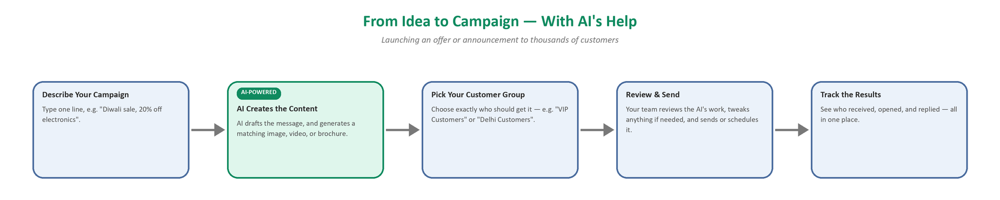 From Idea to Campaign — With AI's Help
Launching an offer or announcement to thousands of customers
Describe Your Campaign
Type one line, e.g. "Diwali sale, 20% off
electronics".
AI-POWERED
AI Creates the Content
AI drafts the message, and generates a
matching image, video, or brochure.
Pick Your Customer Group
Choose exactly who should get it — e.g. "VIP
Customers" or "Delhi Customers".
Review & Send
Your team reviews the AI's work, tweaks
anything if needed, and sends or schedules
it.
Track the Results
See who received, opened, and replied — all
in one place.